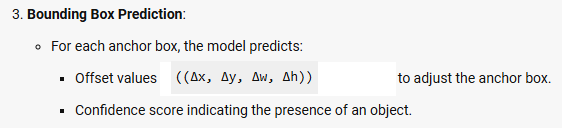 3. Bounding Box Prediction:
○ For each anchor box, the model predicts:
▪ Offset values ((Δx, Δy, Δw, Δh)) to adjust the anchor box.
▪ Confidence score indicating the presence of an object.